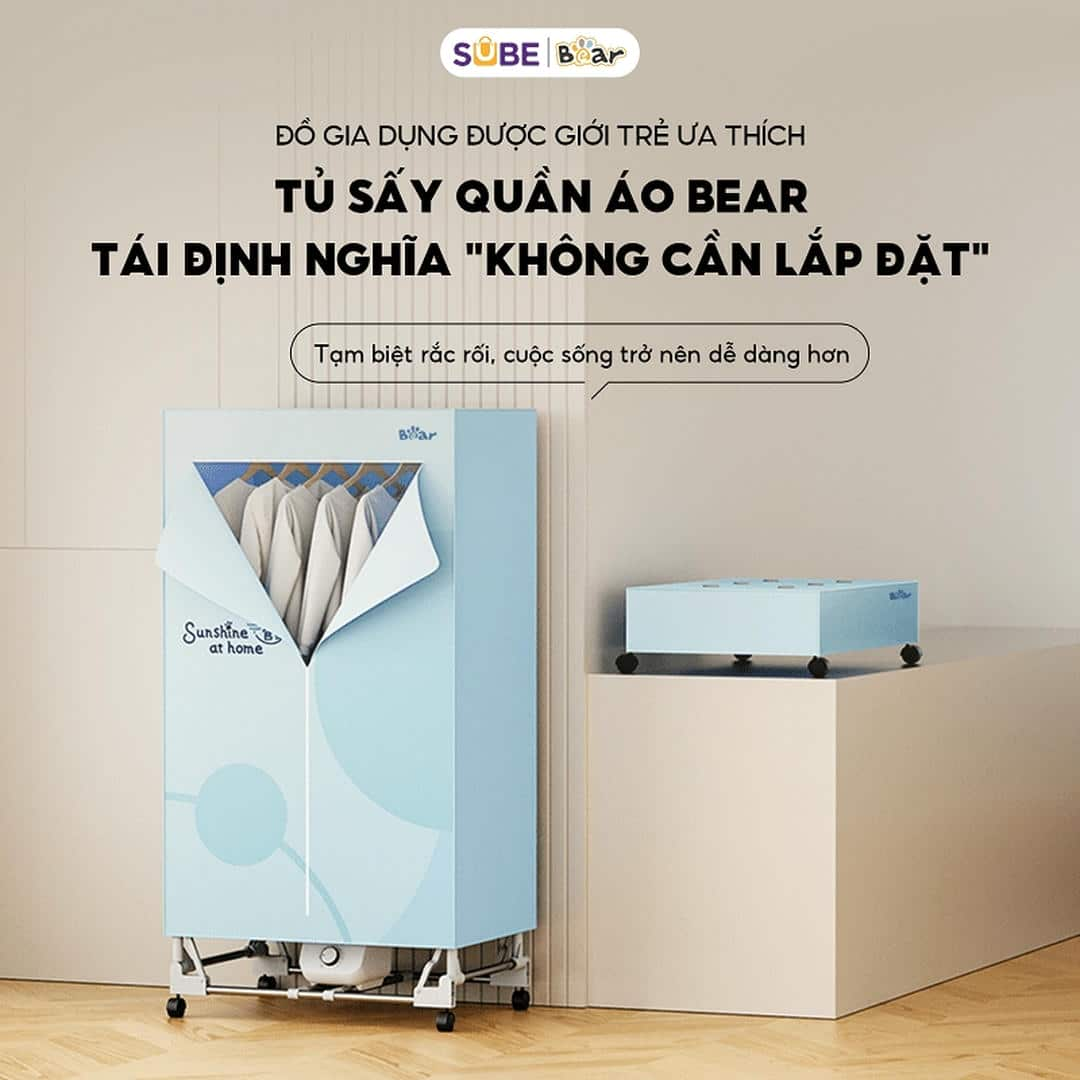 SUBE | Bear
ĐỒ GIA DỤNG ĐƯỢC GIỚI TRẺ ƯA THÍCH
TỦ SẤY QUẦN ÁO BEAR
TÁI ĐỊNH NGHĨA "KHÔNG CẦN LẮP ĐẶT"
Tạm biệt rắc rối, cuộc sống trở nên dễ dàng hơn
Bear
Sunshine
at home
Bear